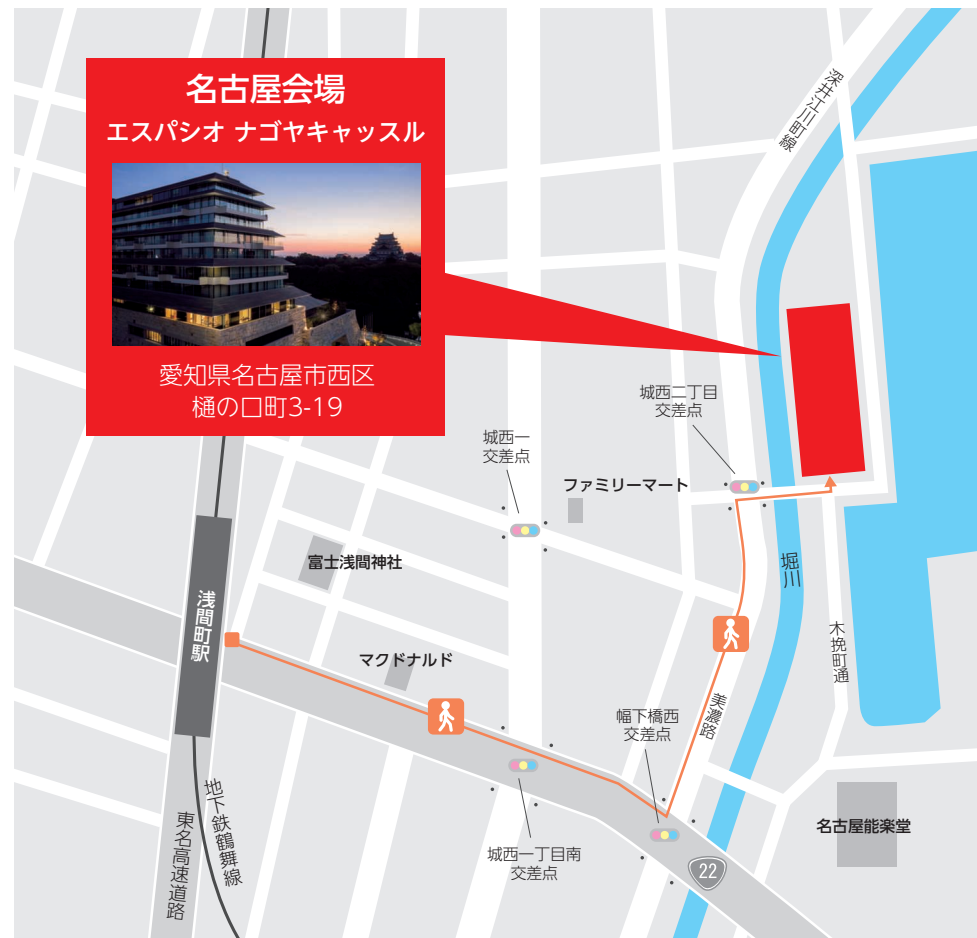 名古屋会場
エスパシオ ナゴヤキャッスル
愛知県名古屋市西区
樋の口町3-19
深井江川町線
城西二丁目
交差点
城西一
交差点
ファミリーマート
富士浅間神社
堀川
浅間町駅
木挽町通
マクドナルド
美濃路
幅下橋西
交差点
地下鉄鶴舞線
東名高速道路
城西一丁目南
交差点
名古屋能楽堂
22